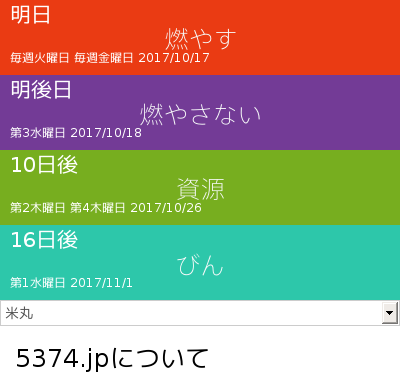 明日
燃やす
毎週火曜日 毎週金曜日 2017/10/17
明後日
燃やさない
第3水曜日 2017/10/18
10日後
資源
第2木曜日 第4木曜日 2017/10/26
16日後
びん
第1水曜日 2017/11/1
米丸
5374.jpについて